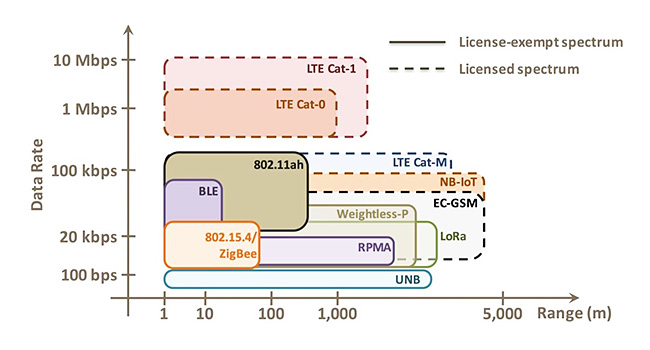 License-exempt spectrum
Licensed spectrum
Data Rate
10 Mbps
1 Mbps
100 kbps
20 kbps
100 bps
LTE Cat-1
LTE Cat-0
802.11ah
LTE Cat-M
BLE
NB-IoT
EC-GSM
Weightless-P
802.15.4/
ZigBee
RPMA
LoRa
UNB
1
10
100
1,000
5,000
Range (m)